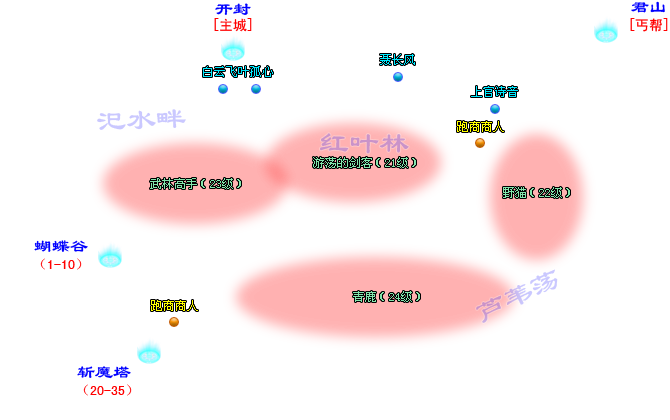 开封
[主城]
君山
[丐帮]
白云飞
叶孤心
聂长风
上官诗音
跑商商人
汜水畔
红叶林
游荡的剑客（21级）
武林高手（23级）
野猫（22级）
蝴蝶谷
（1-10）
青鹿（24级）
芦苇荡
跑商商人
斩魔塔
（20-35）